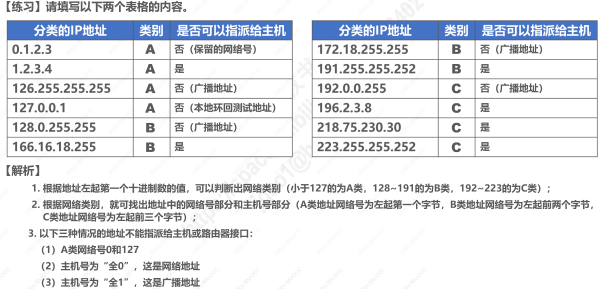 【练习】请填写以下两个表格的内容。
分类的IP地址 类别 是否可以指派给主机
0.1.2.3 A 否（保留的网络号）
1.2.3.4 A 是
126.255.255.255 A 否（广播地址）
127.0.0.1 A 否（本地环回测试地址）
128.0.255.255 B 否（广播地址）
166.16.18.255 B 是
分类的IP地址 类别 是否可以指派给主机
172.18.255.255 B 否（广播地址）
191.255.255.252 B 是
192.0.0.255 C 否（广播地址）
196.2.3.8 C 是
218.75.230.30 C 是
223.255.255.252 C 是
【解析】
1. 根据地址左起第一个十进制数的值，可以判断出网络类别（小于127的为A类，128~191的为B类，192~223的为C类）；
2. 根据网络类别，就可找出地址中的网络号部分和主机号部分（A类地址网络号为左起第一个字节，B类地址网络号为左起前两个字节，
C类地址网络号为左起前三个字节）；
3. 以下三种情况的地址不能指派给主机或路由器接口：
（1）A类网络号0和127
（2）主机号为“全0”，这是网络地址
（3）主机号为“全1”，这是广播地址